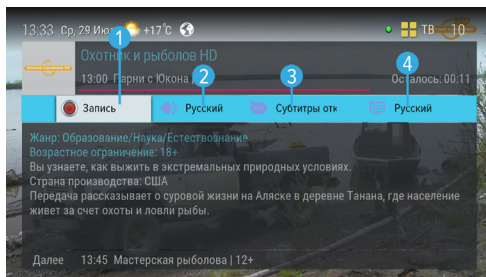 13:33 Ср, 29 Июл +17°C ТВ 10
Охотник и рыболов HD
13:00 Парни с Юкона Осталось: 00:11
1 2 3 4
Запись Русский Субтитры отк Русский
Жанр: Образование/Наука/Естествознание
Возрастное ограничение: 18+
Вы узнаете, как выжить в экстремальных природных условиях.
Страна производства: США
Передача рассказывает о суровой жизни на Аляске в деревне Танана, где население
живет за счет охоты и ловли рыбы.
Далее 13:45 Мастерская рыболова | 12+